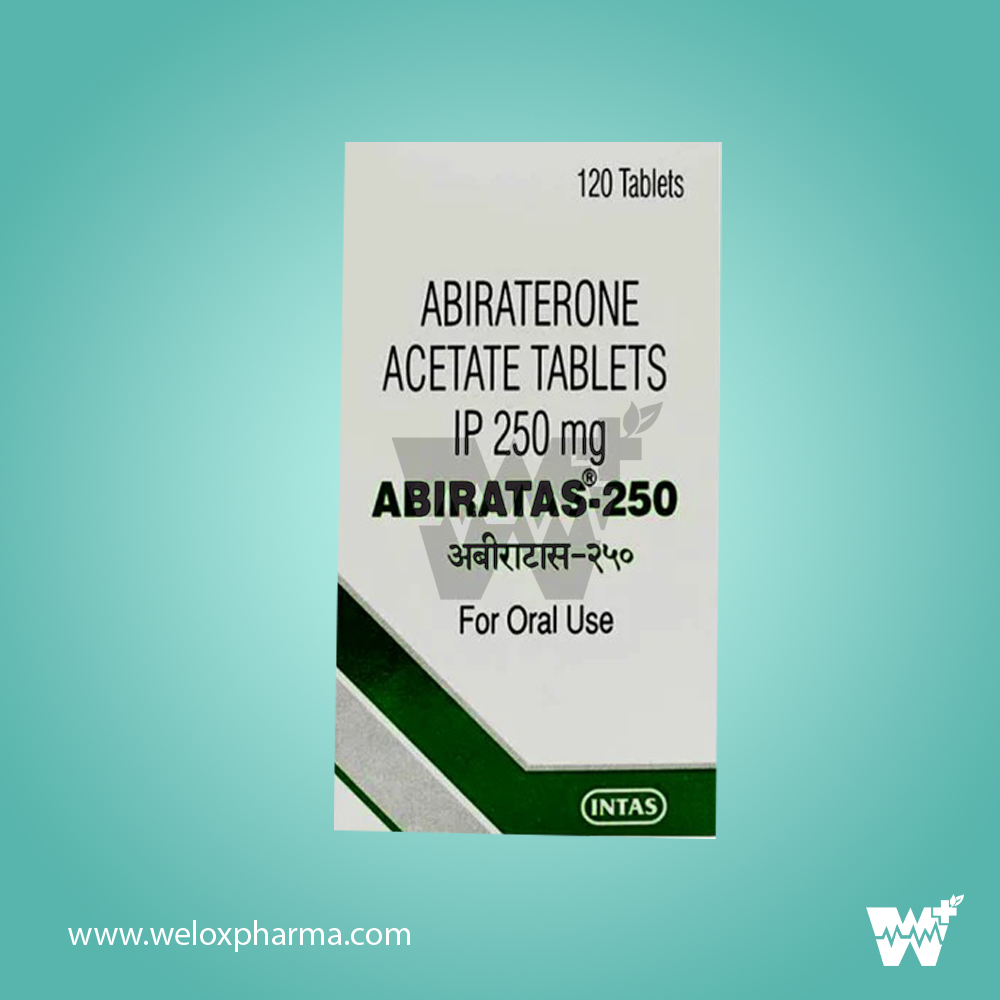 120 Tablets
ABIRATERONE
ACETATE TABLETS
IP 250 mg
ABIRATAS®-250
अबीराटास-२५०
For Oral Use
INTAS
www.weloxpharma.com
W